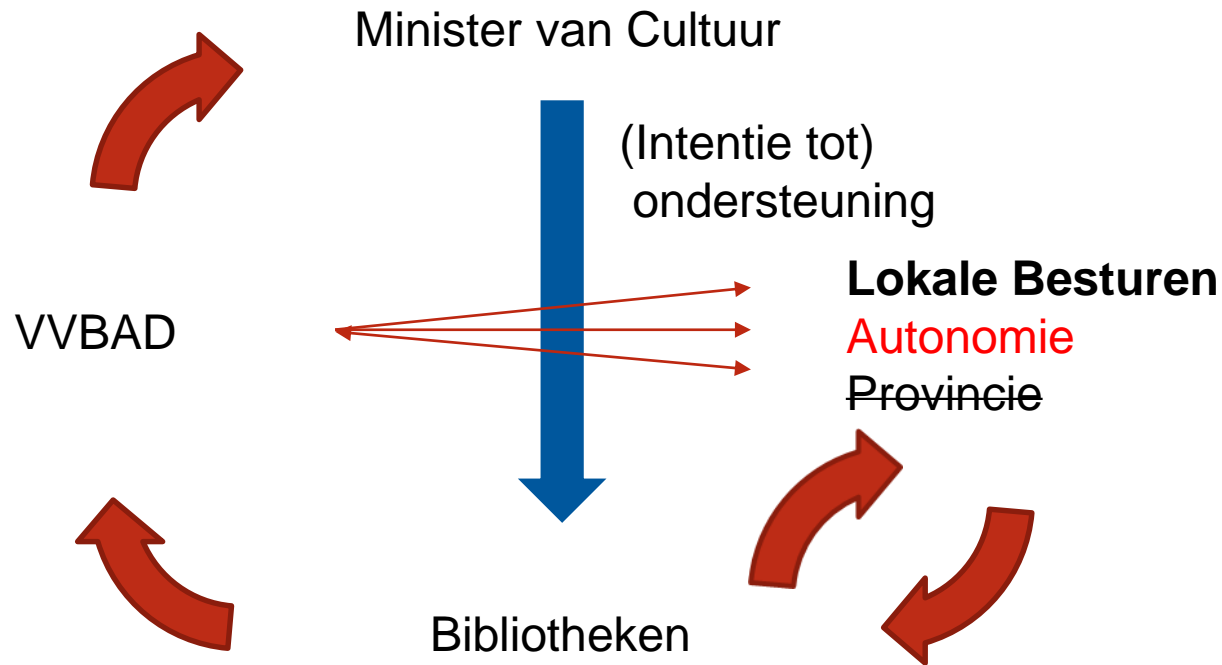 Minister van Cultuur
(Intentie tot)
ondersteuning
Lokale Besturen
VVBAD
Autonomie
Provincie
Bibliotheken